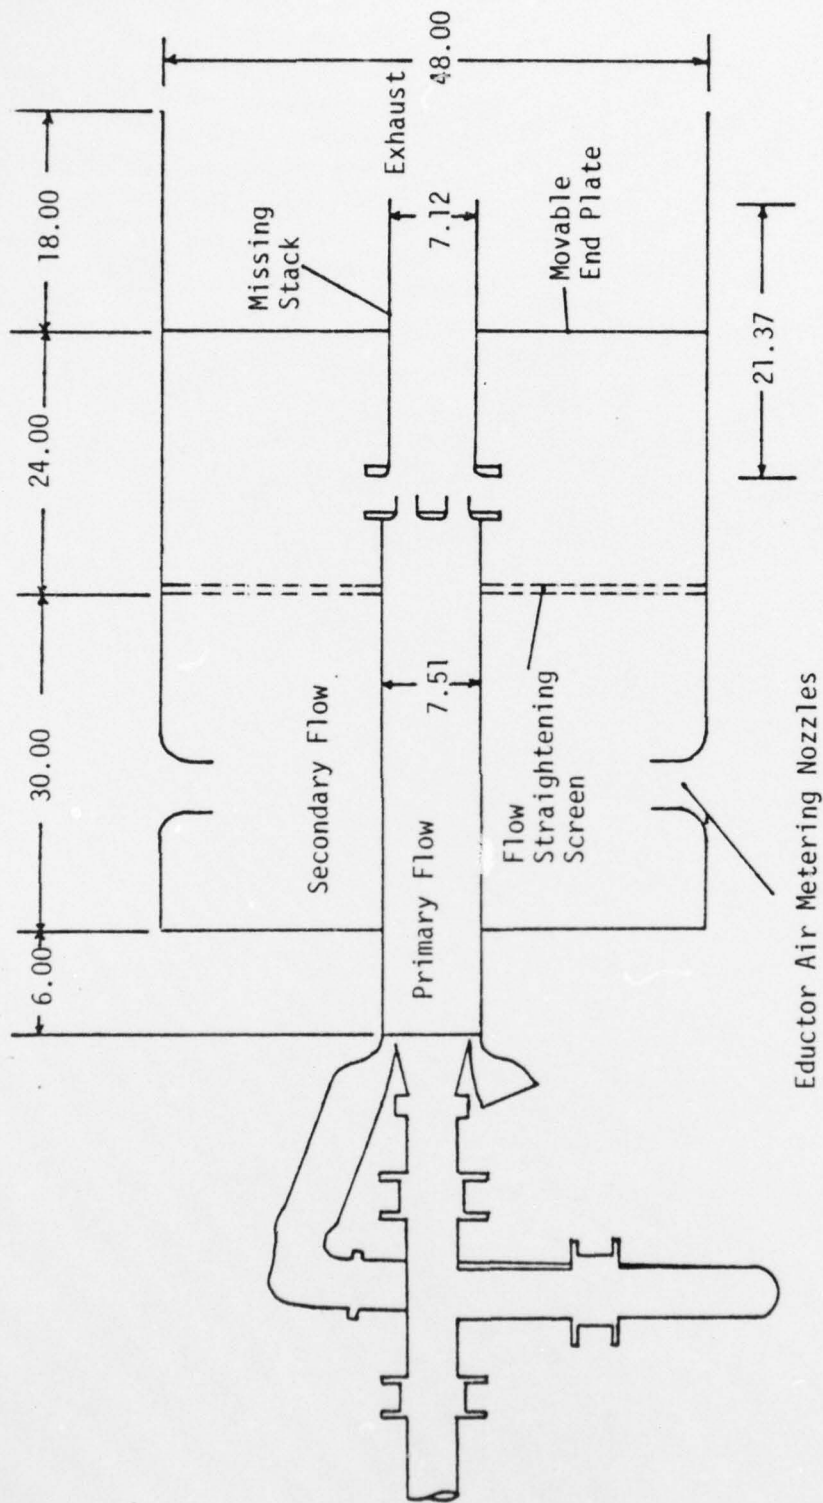 6.00
30.00
24.00
18.00
48.00
Exhaust
Missing
Stack
7.12
Movable
End Plate
21.37
Secondary Flow
Primary Flow
7.51
Flow
Straightening
Screen
Eductor Air Metering Nozzles